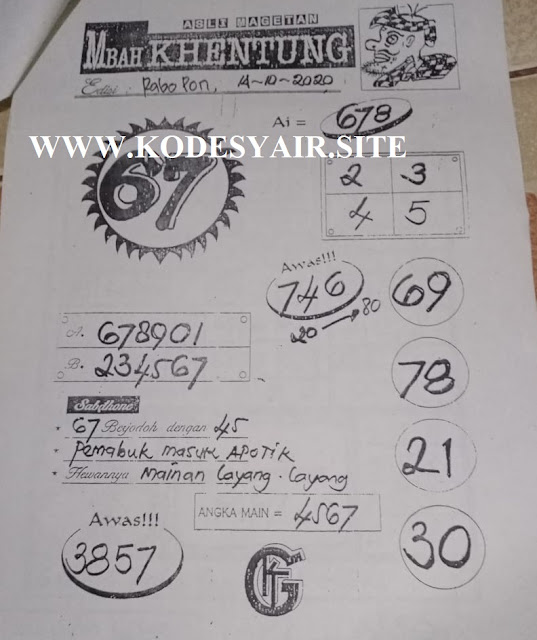 ASLI MAGETAN
MBAH KHENTUNG
Edisi : Rabo Pon, 14-10-2020
Ai = 678
WWW.KODESYAIR.SITE
67
2 3
4 5
Awas!!!
746
20 → 80
69
78
21
30
A. 678901
B. 234567
Sabdhone
* 67 Berjodoh dengan 45
* Pemabuk masuk APOTIK
* Hewannya Mainan Layang-Layang
ANGKA MAIN = 4567
Awas!!!
3857